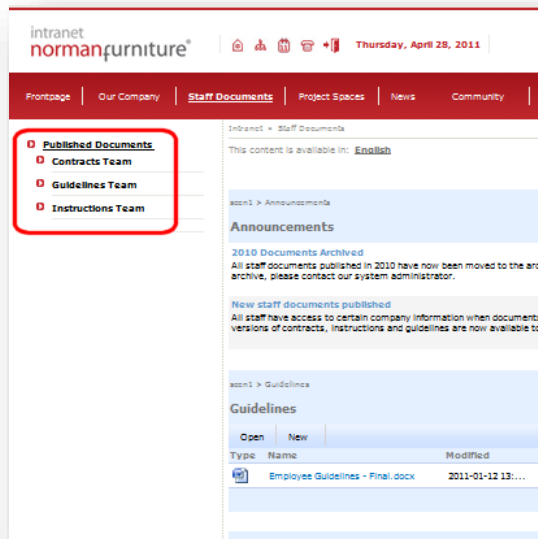 intranet
normanfurniture®
Thursday, April 28, 2011
Frontpage Our Company Staff Documents Project Spaces News Community
Intranet » Staff Documents
This content is available in: English
Published Documents
Contracts Team
Guidelines Team
Instructions Team
> Announcements
Announcements
2010 Documents Archived
All staff documents published in 2010 have now been moved to the
archive, please contact our system administrator.
New staff documents published
All staff have access to certain company information when
versions of contracts, instructions and guidelines are now available
> Guidelines
Guidelines
Open New
Type Name Modified
Employee Guidelines - Final.docx 2011-01-12 13:...